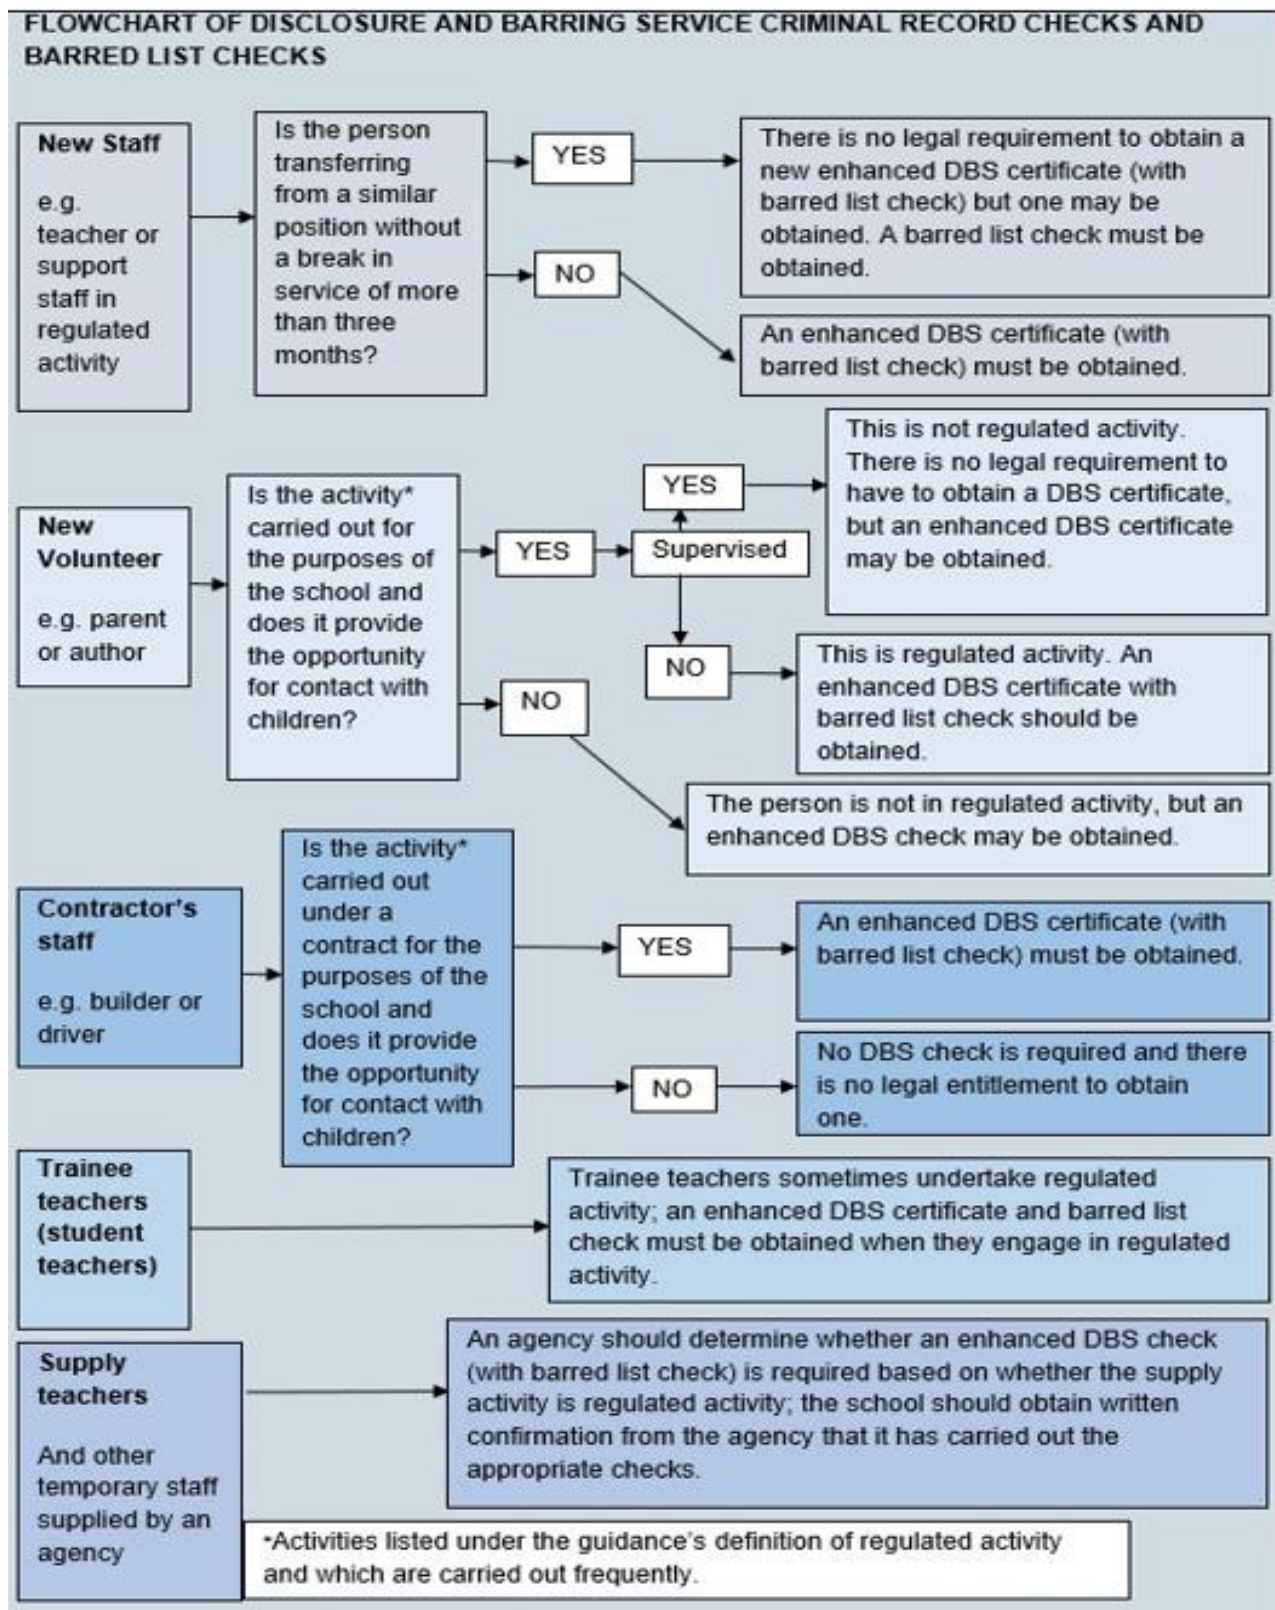 FLOWCHART OF DISCLOSURE AND BARRING SERVICE CRIMINAL RECORD CHECKS AND
BARRED LIST CHECKS
New Staff
e.g.
teacher or
support
staff in
regulated
activity
Is the person
transferring
from a similar
position without
a break in
service of more
than three
months?
YES
NO
There is no legal requirement to obtain a
new enhanced DBS certificate (with
barred list check) but one may be
obtained. A barred list check must be
obtained.
An enhanced DBS certificate (with
barred list check) must be obtained.
New
Volunteer
e.g. parent
or author
Is the activity*
carried out for
the purposes of
the school and
does it provide
the opportunity
for contact with
children?
YES
NO
Supervised
YES
NO
This is not regulated activity.
There is no legal requirement to
have to obtain a DBS certificate,
but an enhanced DBS certificate
may be obtained.
This is regulated activity. An
enhanced DBS certificate with
barred list check should be
obtained.
The person is not in regulated activity, but an
enhanced DBS check may be obtained.
Contractor's
staff
e.g. builder or
driver
Is the activity*
carried out
under a
contract for the
purposes of the
school and
does it provide
the opportunity
for contact with
children?
YES
NO
An enhanced DBS certificate (with
barred list check) must be obtained.
No DBS check is required and there
is no legal entitlement to obtain
one.
Trainee
teachers
(student
teachers)
Trainee teachers sometimes undertake regulated
activity; an enhanced DBS certificate and barred list
check must be obtained when they engage in regulated
activity.
Supply
teachers
And other
temporary staff
supplied by an
agency
An agency should determine whether an enhanced DBS check
(with barred list check) is required based on whether the supply
activity is regulated activity; the school should obtain written
confirmation from the agency that it has carried out the
appropriate checks.
*Activities listed under the guidance's definition of regulated activity
and which are carried out frequently.